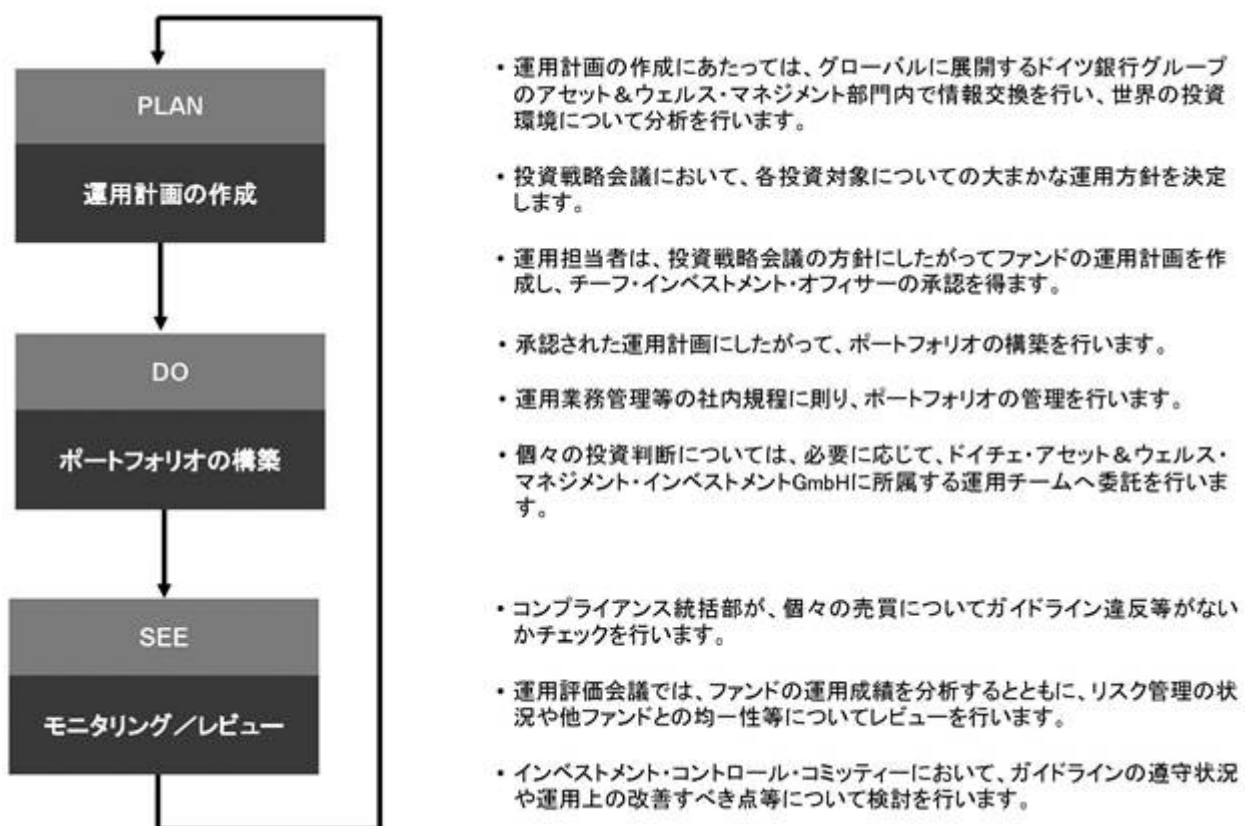 PLAN
運用計画の作成
・運用計画の作成にあたっては、グローバルに展開するドイツ銀行グループ
のアセット&ウェルス・マネジメント部門内で情報交換を行い、世界の投資
環境について分析を行います。
・投資戦略会議において、各投資対象についての大まかな運用方針を決定
します。
・運用担当者は、投資戦略会議の方針にしたがってファンドの運用計画を作
成し、チーフ・インベストメント・オフィサーの承認を得ます。
DO
ポートフォリオの構築
・承認された運用計画にしたがって、ポートフォリオの構築を行います。
・運用業務管理等の社内規程に則り、ポートフォリオの管理を行います。
・個々の投資判断については、必要に応じて、ドイチェ・アセット&ウェルス・
マネジメント・インベストメントGmbHに所属する運用チームへ委託を行いま
す。
SEE
モニタリング/レビュー
・コンプライアンス統括部が、個々の売買についてガイドライン違反等がない
かチェックを行います。
・運用評価会議では、ファンドの運用成績を分析するとともに、リスク管理の状
況や他ファンドとの均一性等についてレビューを行います。
・インベストメント・コントロール・コミッティーにおいて、ガイドラインの遵守状況
や運用上の改善すべき点等について検討を行います。